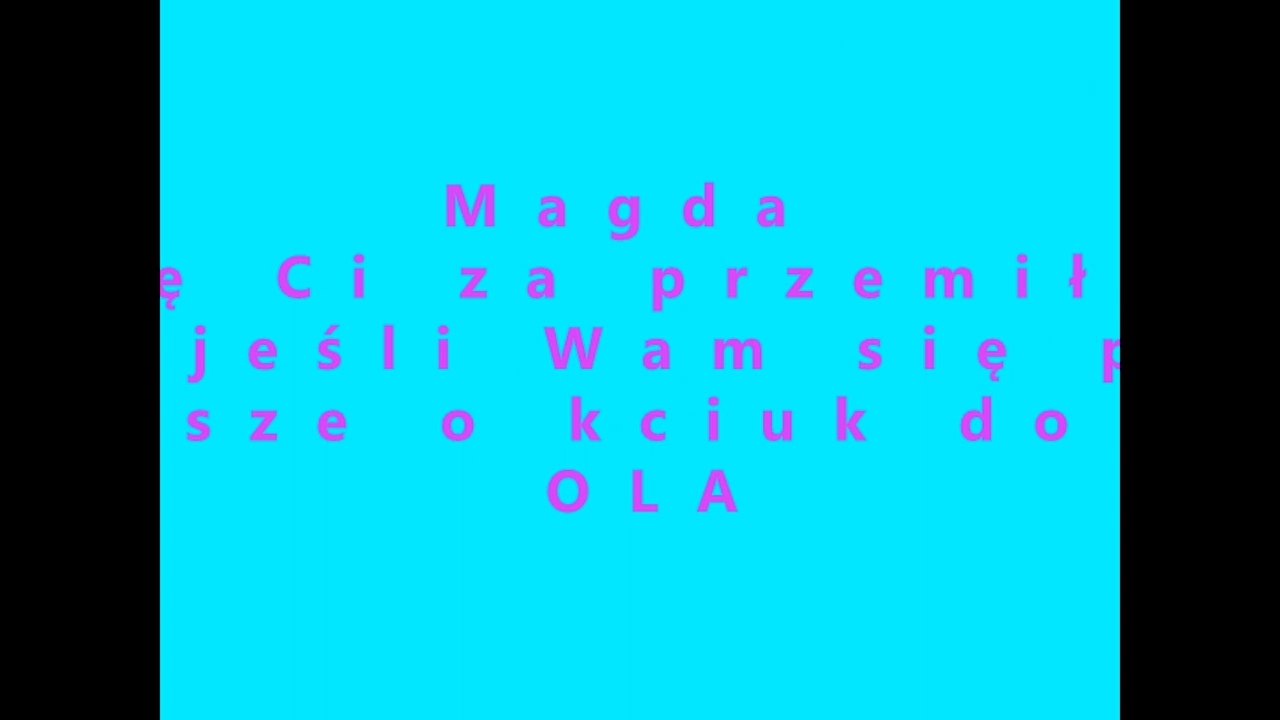 Magda
ę Ci za przemił
jeśli Wam się p
sze o kciuk do
OLA